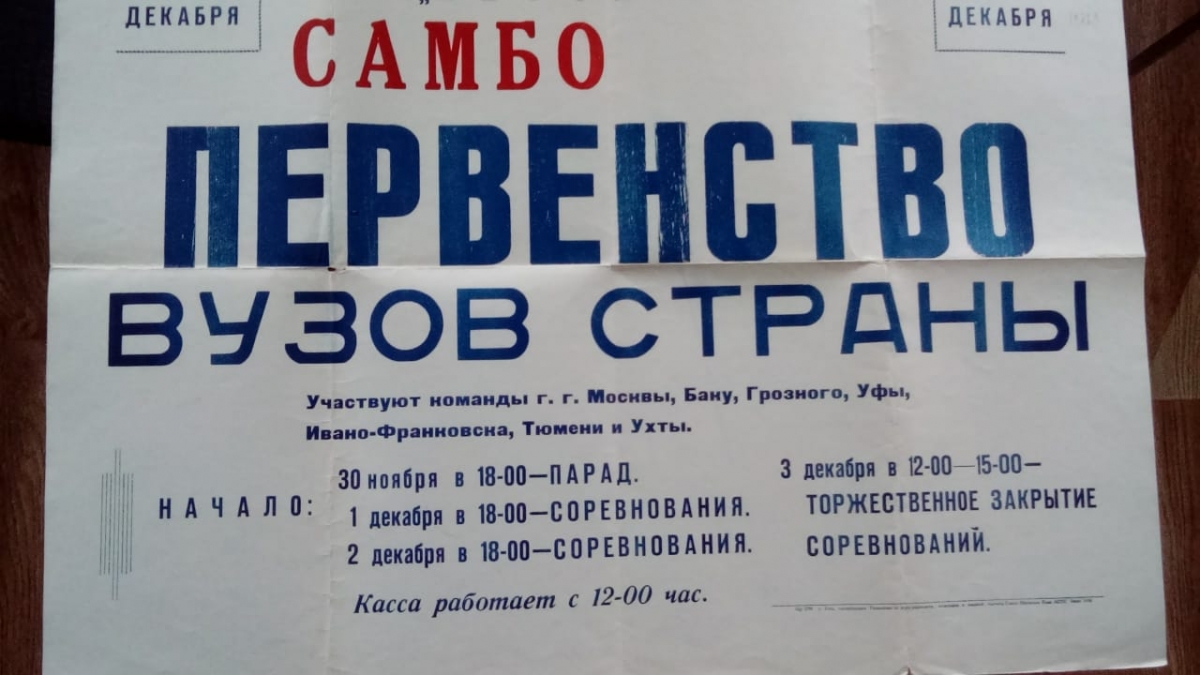 ДЕКАБРЯ
ДЕКАБРЯ
САМБО
ПЕРВЕНСТВО
ВУЗОВ СТРАНЫ
Участвуют команды г. г. Москвы, Баку, Грозного, Уфы,
Ивано-Франковска, Тюмени и Ухты.
НАЧАЛО:
30 ноября в 18-00—ПАРАД.
1 декабря в 18-00—СОРЕВНОВАНИЯ.
2 декабря в 18-00—СОРЕВНОВАНИЯ.
3 декабря в 12-00—15-00—
ТОРЖЕСТВЕННОЕ ЗАКРЫТИЕ
СОРЕВНОВАНИЙ.
Касса работает с 12-00 час.